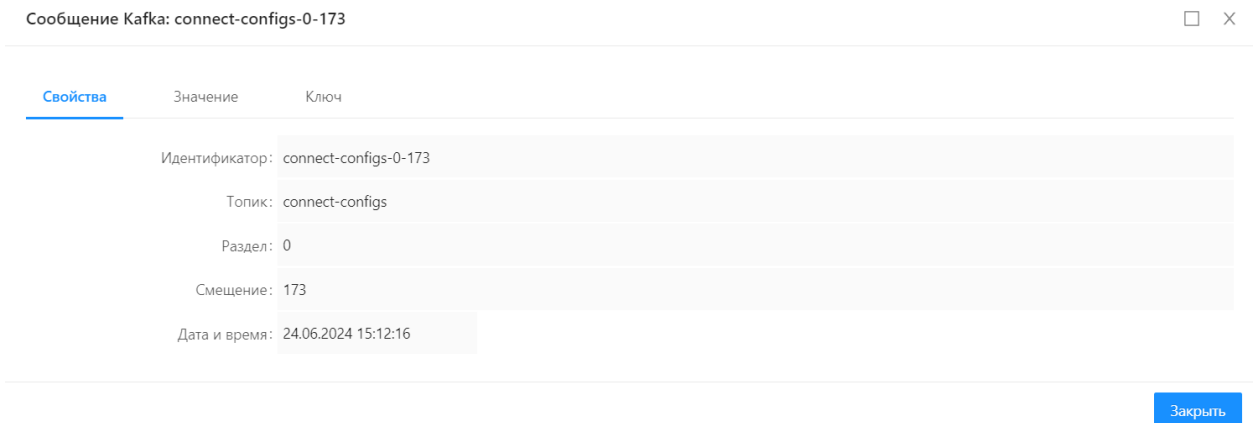 Сообщение Kafka: connect-configs-0-173
Свойства Значение Ключ
Идентификатор: connect-configs-0-173
Топик: connect-configs
Раздел: 0
Смещение: 173
Дата и время: 24.06.2024 15:12:16
Закрыть